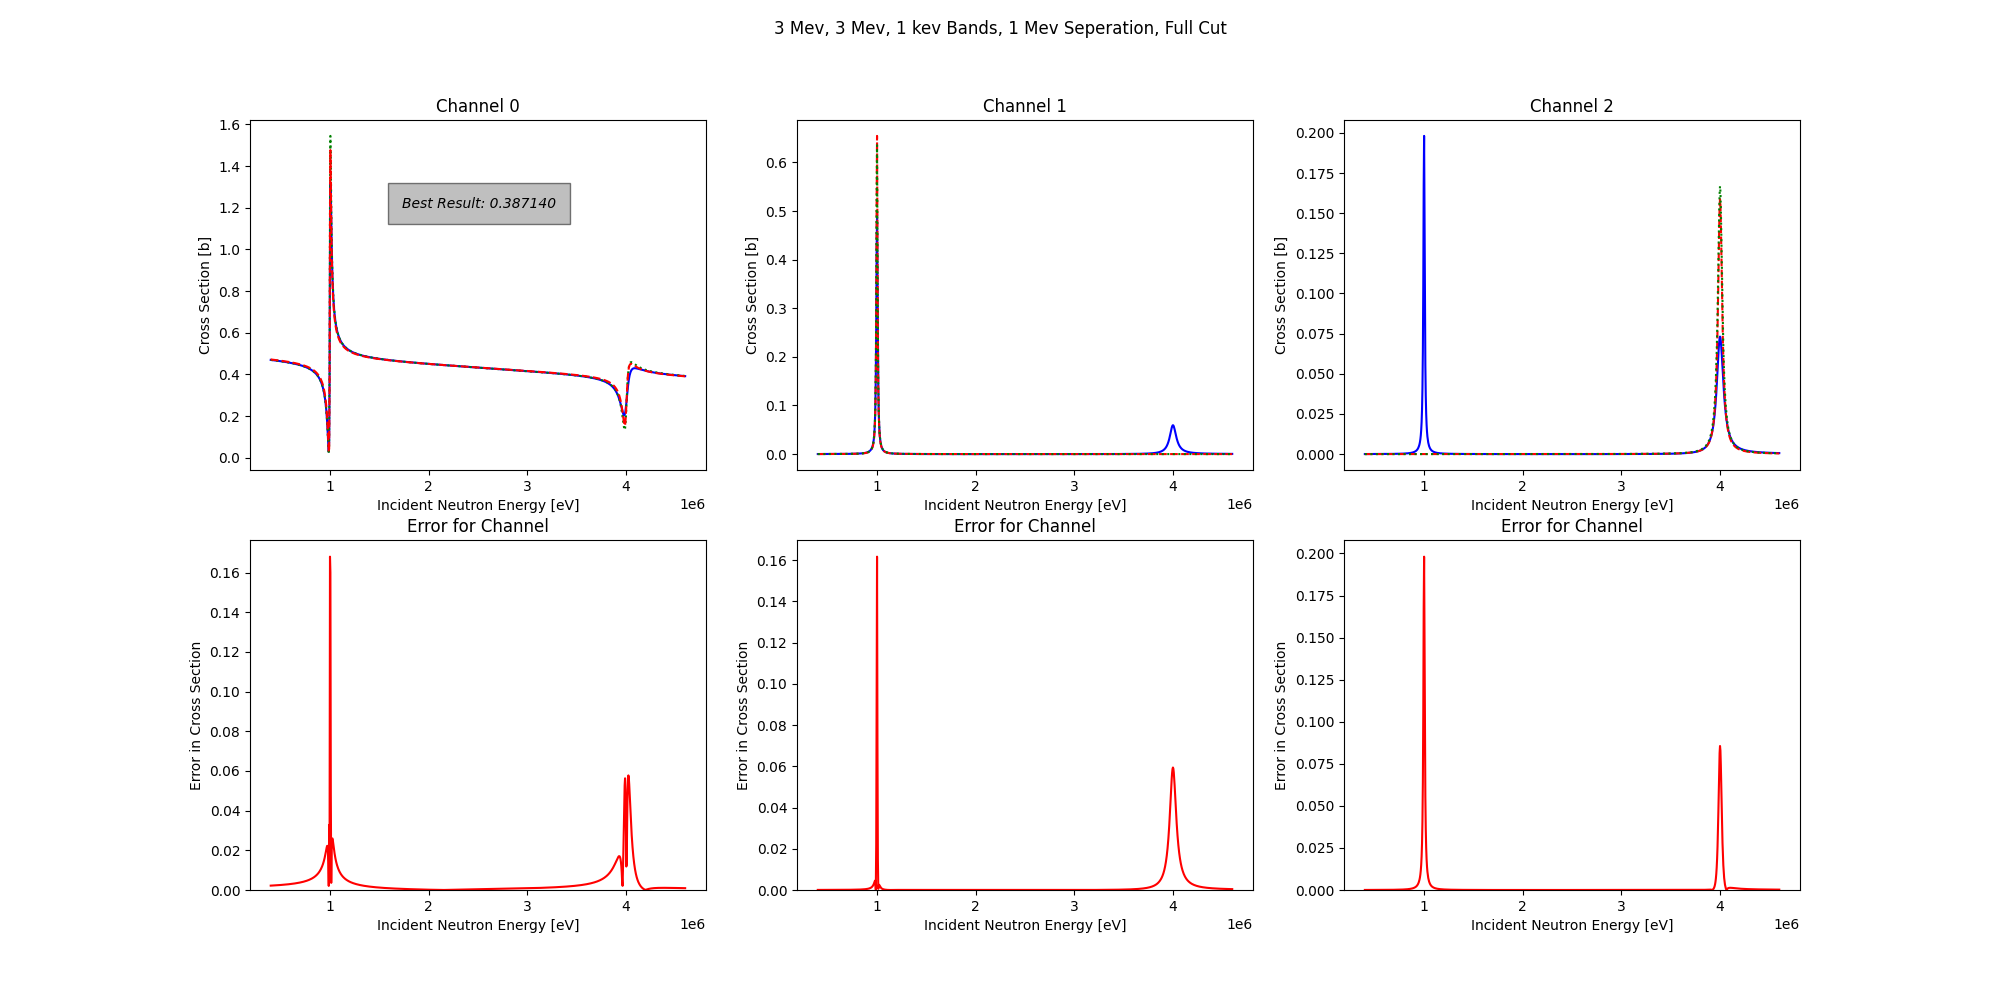 3 Mev, 3 Mev, 1 kev Bands, 1 Mev Seperation, Full Cut
Channel 0
Cross Section [b]
1.6
1.4
1.2
1.0
0.8
0.6
0.4
0.2
0.0
Best Result: 0.387140
1 2 3 4
1e6
Incident Neutron Energy [eV]
Channel 1
Cross Section [b]
0.6
0.5
0.4
0.3
0.2
0.1
0.0
1 2 3 4
1e6
Incident Neutron Energy [eV]
Channel 2
Cross Section [b]
0.200
0.175
0.150
0.125
0.100
0.075
0.050
0.025
0.000
1 2 3 4
1e6
Incident Neutron Energy [eV]
Error for Channel
Error in Cross Section
0.16
0.14
0.12
0.10
0.08
0.06
0.04
0.02
0.00
1 2 3 4
1e6
Incident Neutron Energy [eV]
Error for Channel
Error in Cross Section
0.16
0.14
0.12
0.10
0.08
0.06
0.04
0.02
0.00
1 2 3 4
1e6
Incident Neutron Energy [eV]
Error for Channel
Error in Cross Section
0.200
0.175
0.150
0.125
0.100
0.075
0.050
0.025
0.000
1 2 3 4
1e6
Incident Neutron Energy [eV]